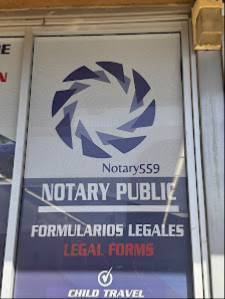 Notary559
NOTARY PUBLIC
FORMULARIOS LEGALES
LEGAL FORMS
CHILD TRAVEL